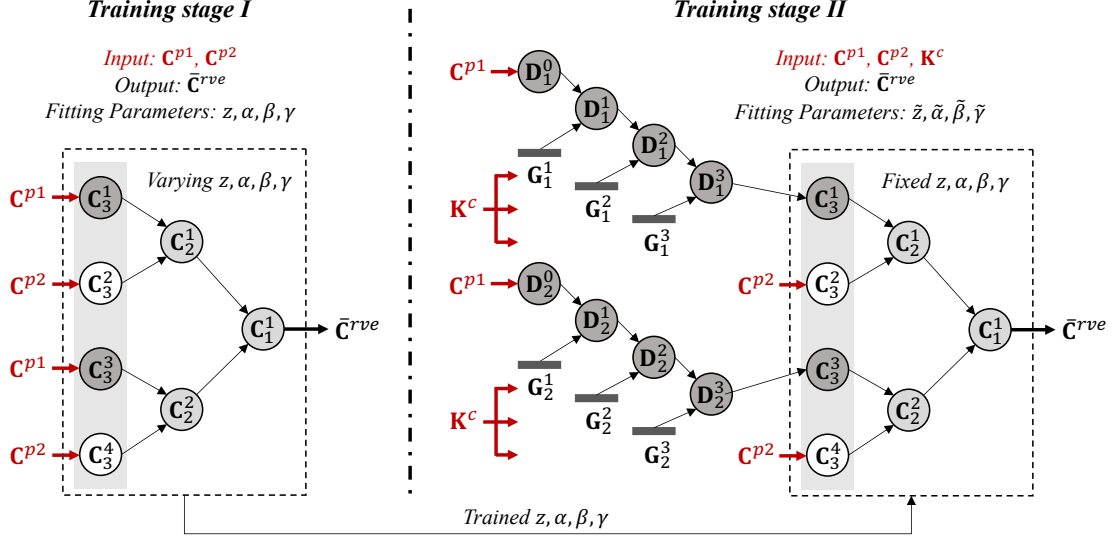 Training stage I
Input: C^{p1}, C^{p2}
Output: C̄^{rve}
Fitting Parameters: z, α, β, γ
Varying z, α, β, γ
C^{p1}
C_3^1
C_2^1
C^{p2}
C_3^2
C_1^1
C̄^{rve}
C^{p1}
C_3^3
C_2^2
C^{p2}
C_3^4
Training stage II
Input: C^{p1}, C^{p2}, K^c
Output: C̄^{rve}
Fitting Parameters: z̃, α̃, β̃, γ̃
C^{p1}
D_1^0
D_1^1
D_1^2
D_1^3
G_1^1
G_1^2
G_1^3
K^c
C^{p1}
D_2^0
D_2^1
D_2^2
D_2^3
G_2^1
G_2^2
G_2^3
K^c
Fixed z, α, β, γ
C_3^1
C_2^1
C^{p2}
C_3^2
C_1^1
C̄^{rve}
C_3^3
C_2^2
C^{p2}
C_3^4
Trained z, α, β, γ